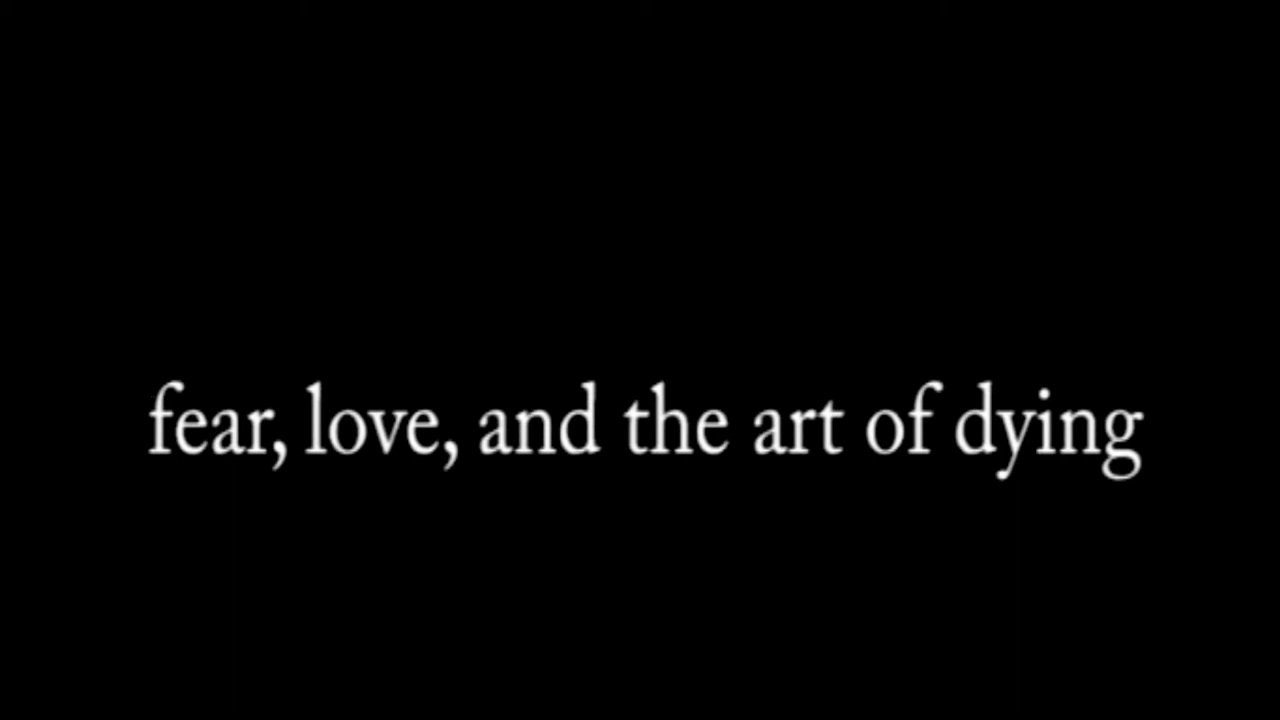 fear, love, and the art of dying